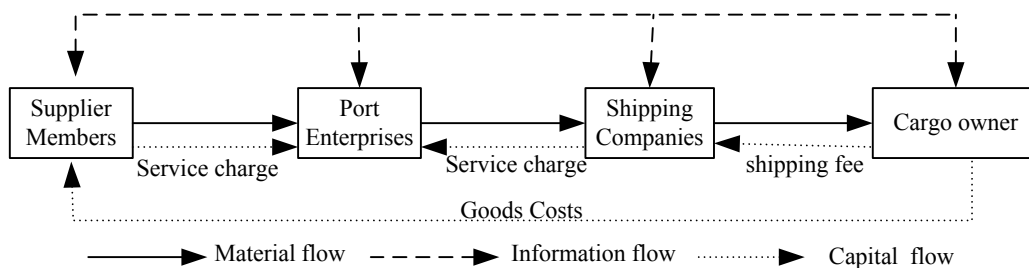 Supplier
Members
Port
Enterprises
Shipping
Companies
Cargo owner
Service charge
Service charge
shipping fee
Goods Costs
Material flow
Information flow
Capital flow